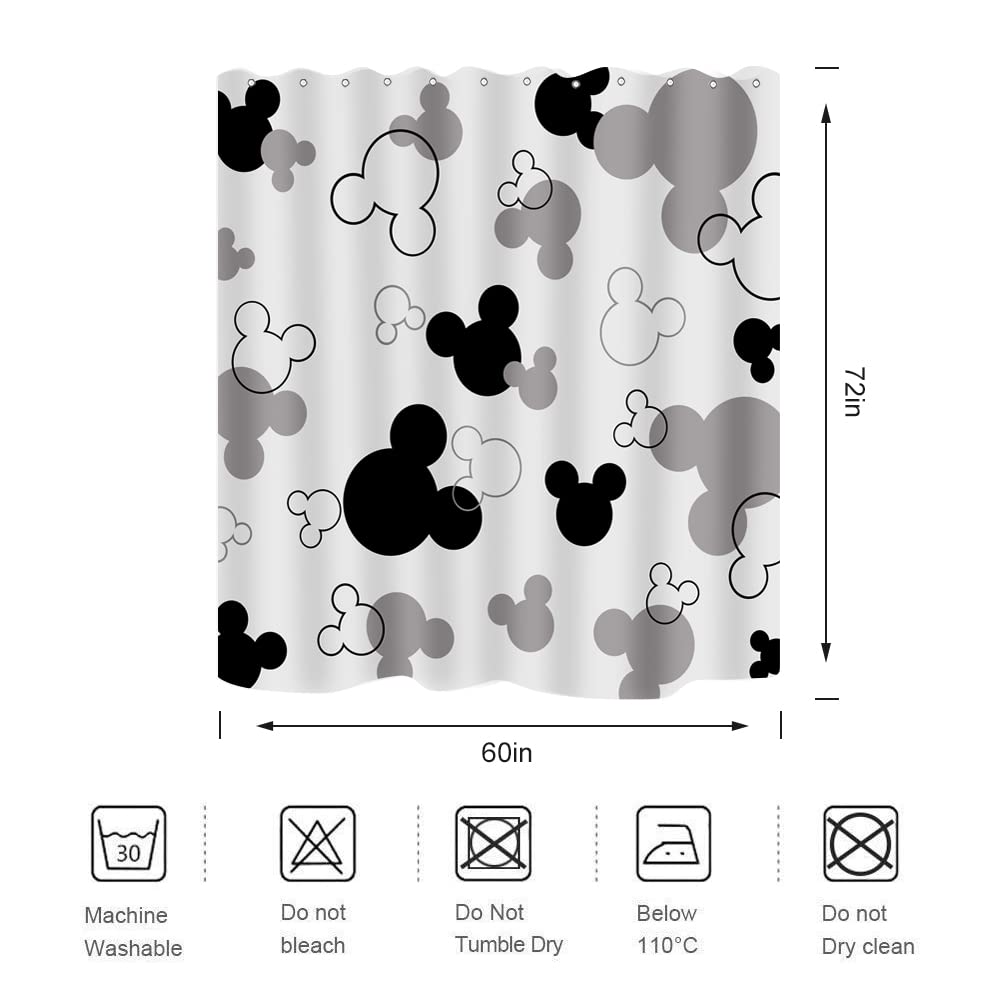 72in
60in
30
Machine
Washable
Do not
bleach
Do Not
Tumble Dry
Below
110°C
Do not
Dry clean